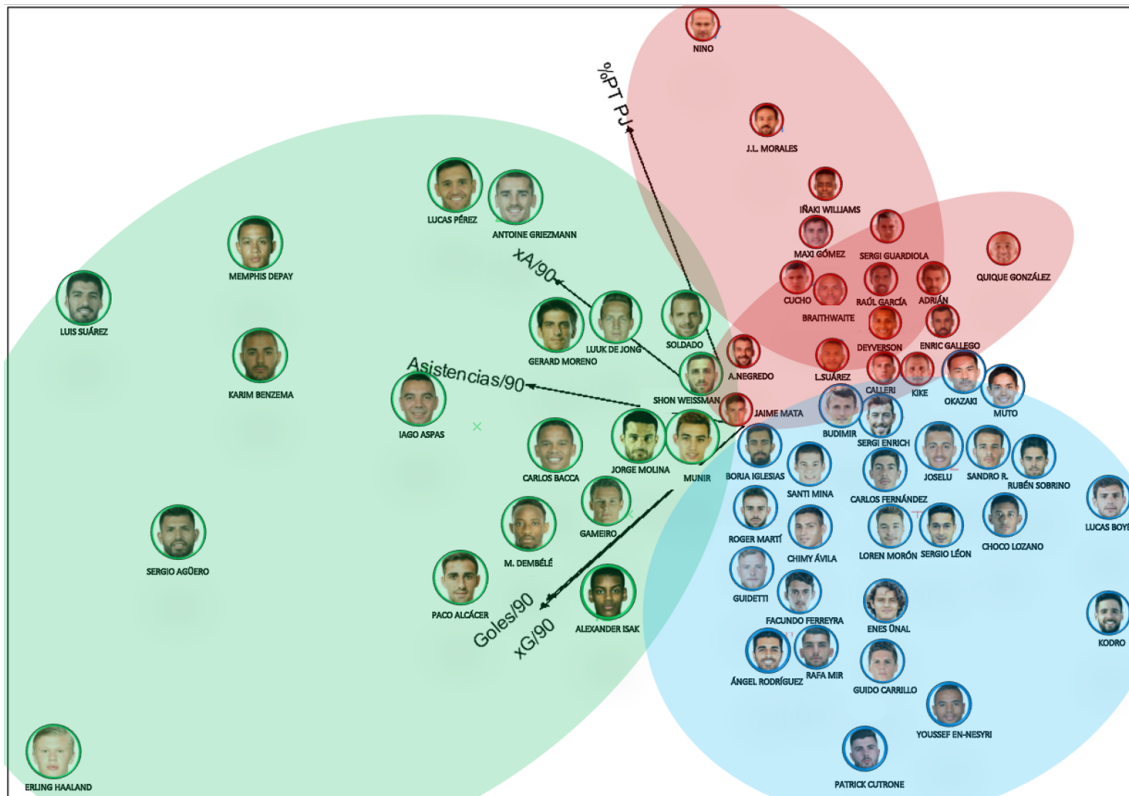 NINO
%PT PJ
J.L. MORALES
IÑAKI WILLIAMS
LUCAS PÉREZ
ANTOINE GRIEZMANN
MAXI GÓMEZ
SERGI GUARDIOLA
MEMPHIS DEPAY
xA/90
QUIQUE GONZÁLEZ
LUIS SUÁREZ
CUCHO
RAÚL GARCÍA
ADRIÁN
BRAITHWAITE
GERARD MORENO
LUUK DE JONG
SOLDADO
DEYVERSON
ENRIC GALLEGO
Asistencias/90
A.NEGREDO
L.SUÁREZ
CALLERI
KIKE
KARIM BENZEMA
SHON WEISSMAN
OKAZAKI
MUTO
IAGO ASPAS
JAIME MATA
BUDIMIR
SERGI ENRICH
CARLOS BACCA
JORGE MOLINA
MUNIR
BORJA IGLESIAS
SANTI MINA
CARLOS FERNÁNDEZ
JOSELU
SANDRO R.
RUBÉN SOBRINO
GAMEIRO
ROGER MARTÍ
CHIMY ÁVILA
LOREN MORÓN
SERGIO LÉON
CHOCO LOZANO
LUCAS BOYÉ
SERGIO AGÜERO
M. DEMBÉLÉ
GUIDETTI
PACO ALCÁCER
Goles/90
xG/90
ALEXANDER ISAK
FACUNDO FERREYRA
ENES ÜNAL
KODRO
ÁNGEL RODRÍGUEZ
RAFA MIR
GUIDO CARRILLO
YOUSSEF EN-NESYRI
ERLING HAALAND
PATRICK CUTRONE